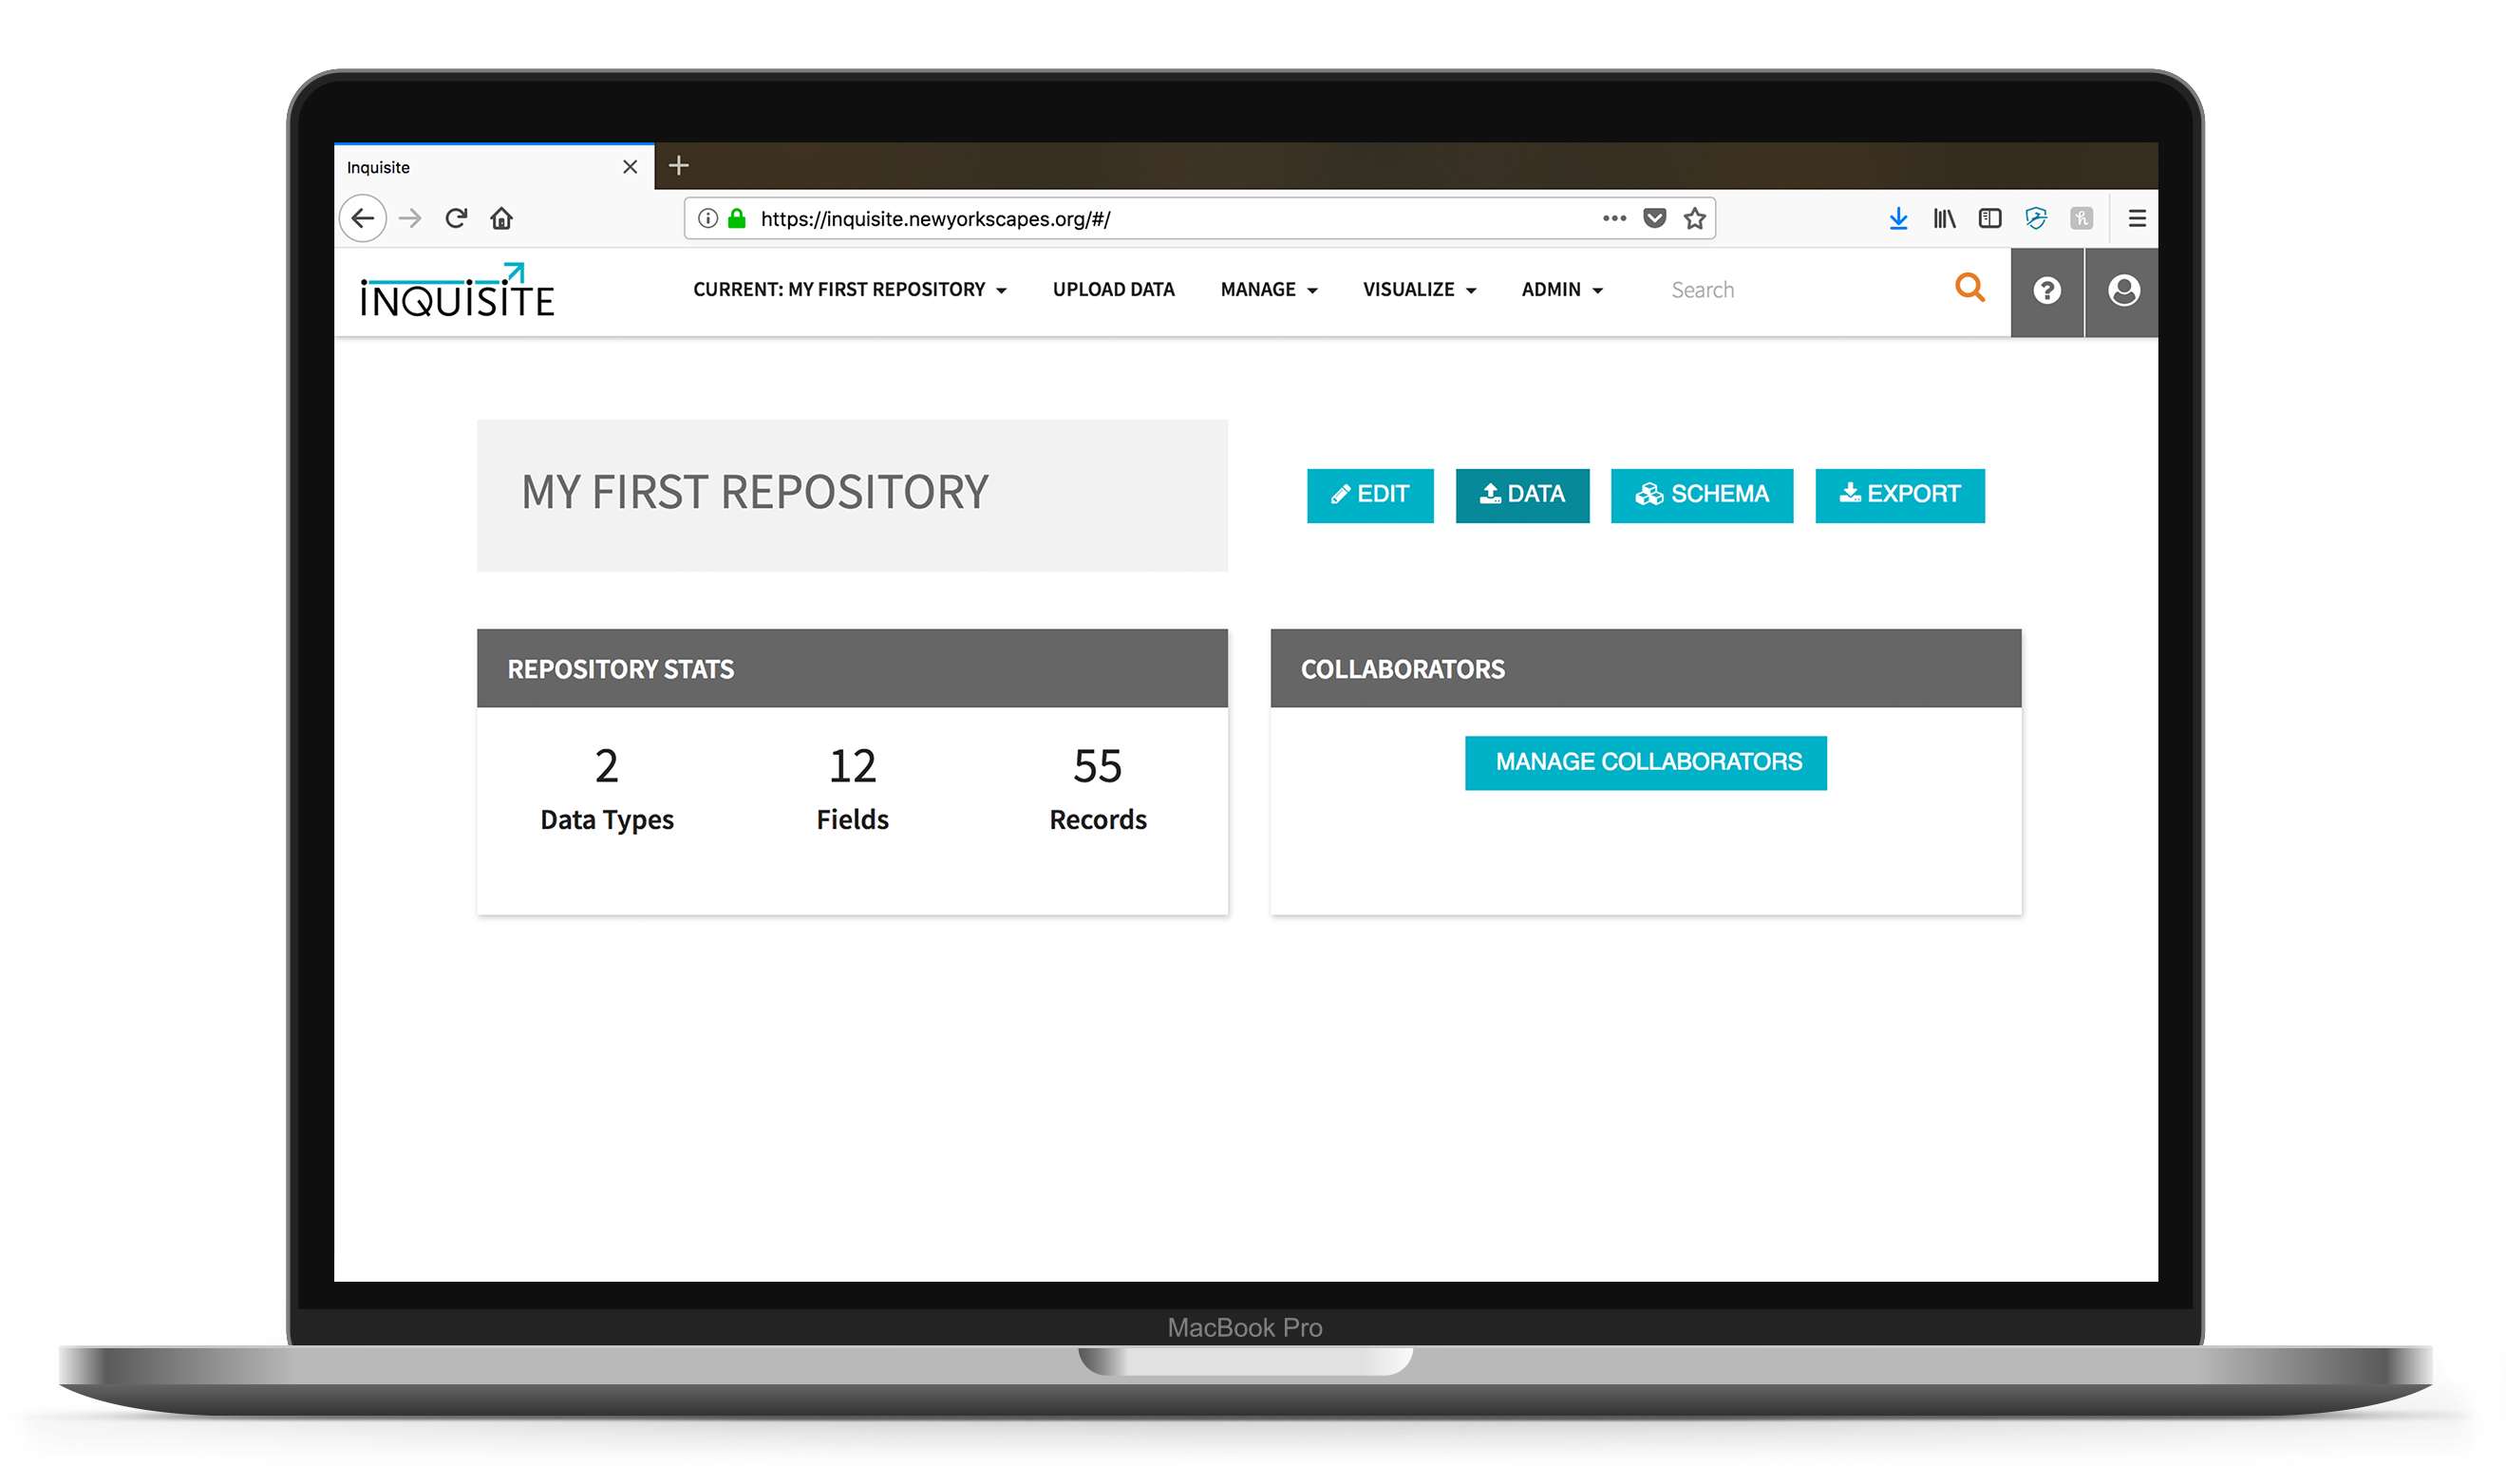 Inquisite
https://inquisite.newyorkscapes.org/#/
INQUISITE
CURRENT: MY FIRST REPOSITORY UPLOAD DATA MANAGE VISUALIZE ADMIN Search
MY FIRST REPOSITORY
EDIT DATA SCHEMA EXPORT
REPOSITORY STATS
2 12 55
Data Types Fields Records
COLLABORATORS
MANAGE COLLABORATORS
MacBook Pro